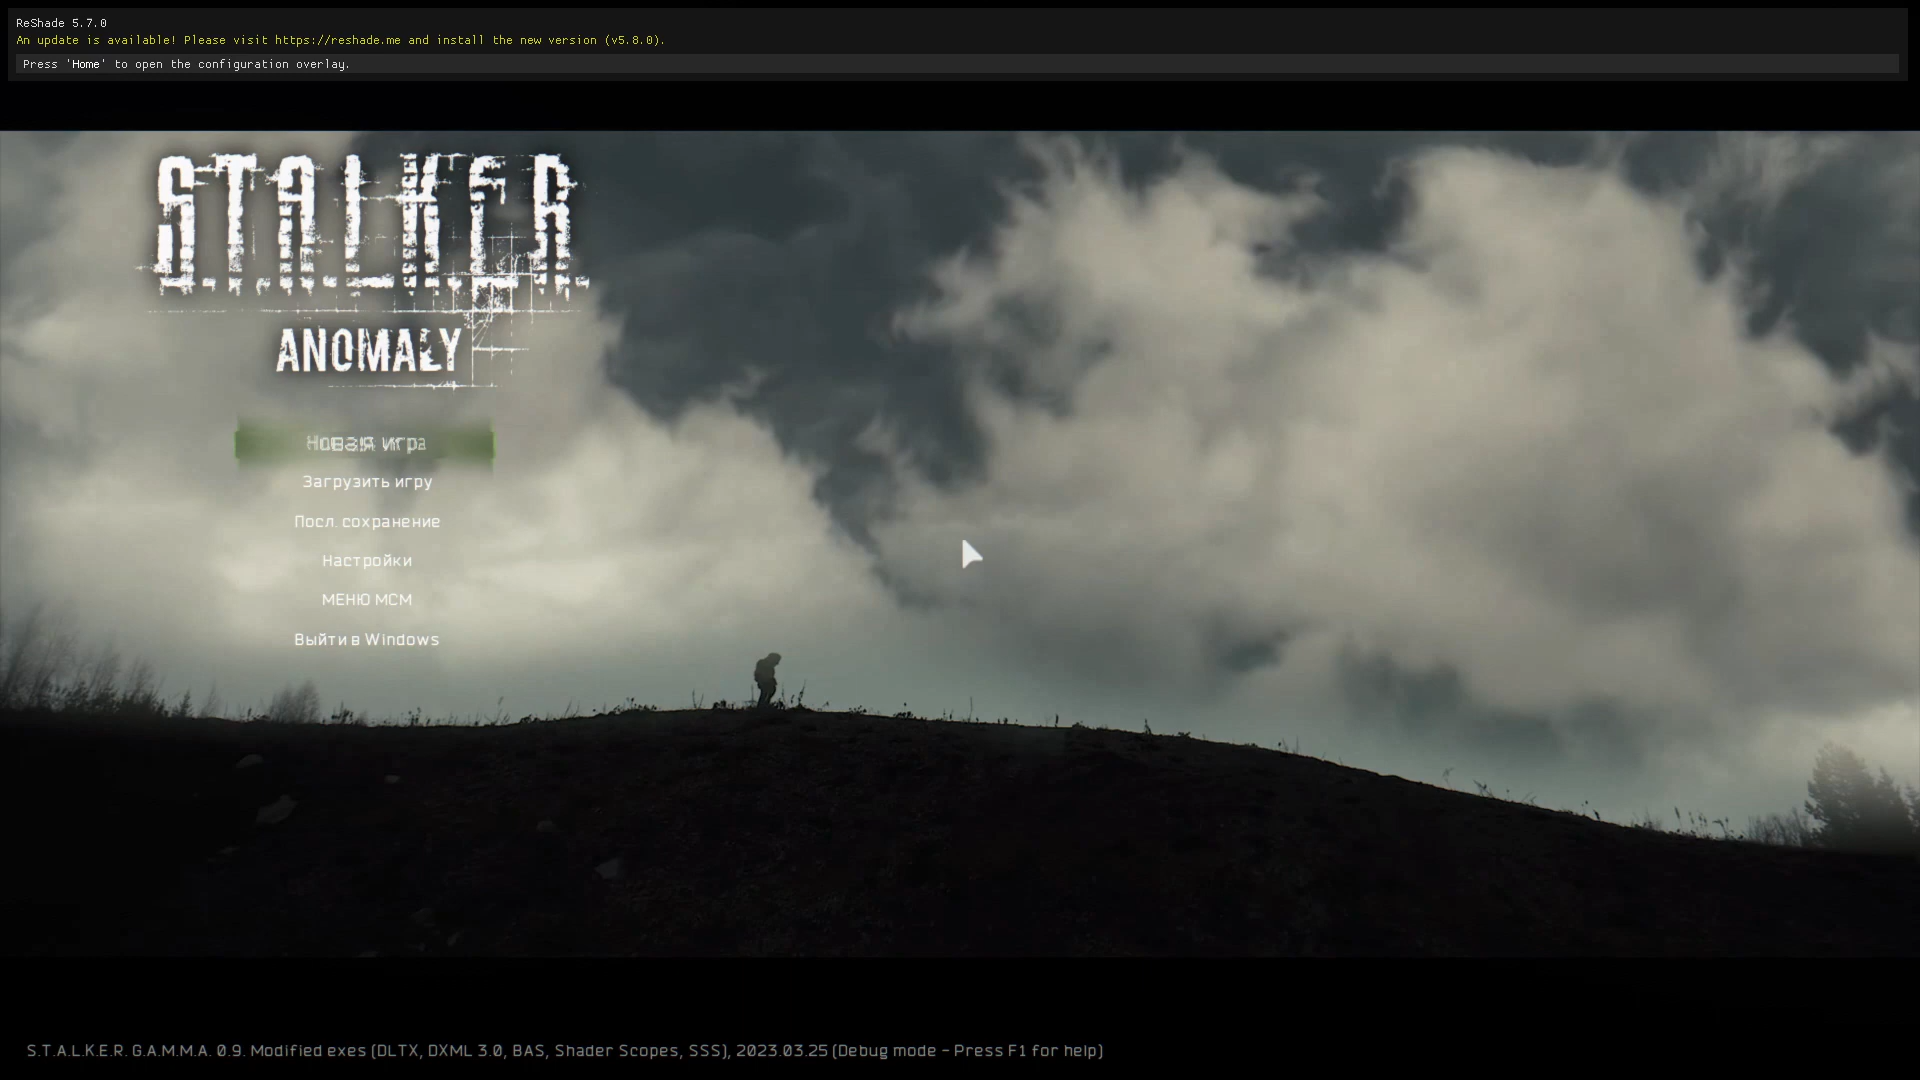 ReShade 5.7.0
An update is available! Please visit https://reshade.me and install the new version (v5.8.0).
Press 'Home' to open the configuration overlay.
S.T.A.L.K.E.R.
ANOMALY
Новая игра
Загрузить игру
Посл. сохранение
Настройки
МЕНЮ МСМ
Выйти в Windows
S.T.A.L.K.E.R. G.A.M.M.A. 0.9. Modified exes (DLTX, DXML 3.0, BAS, Shader Scopes, SSS), 2023.03.25 (Debug mode - Press F1 for help)